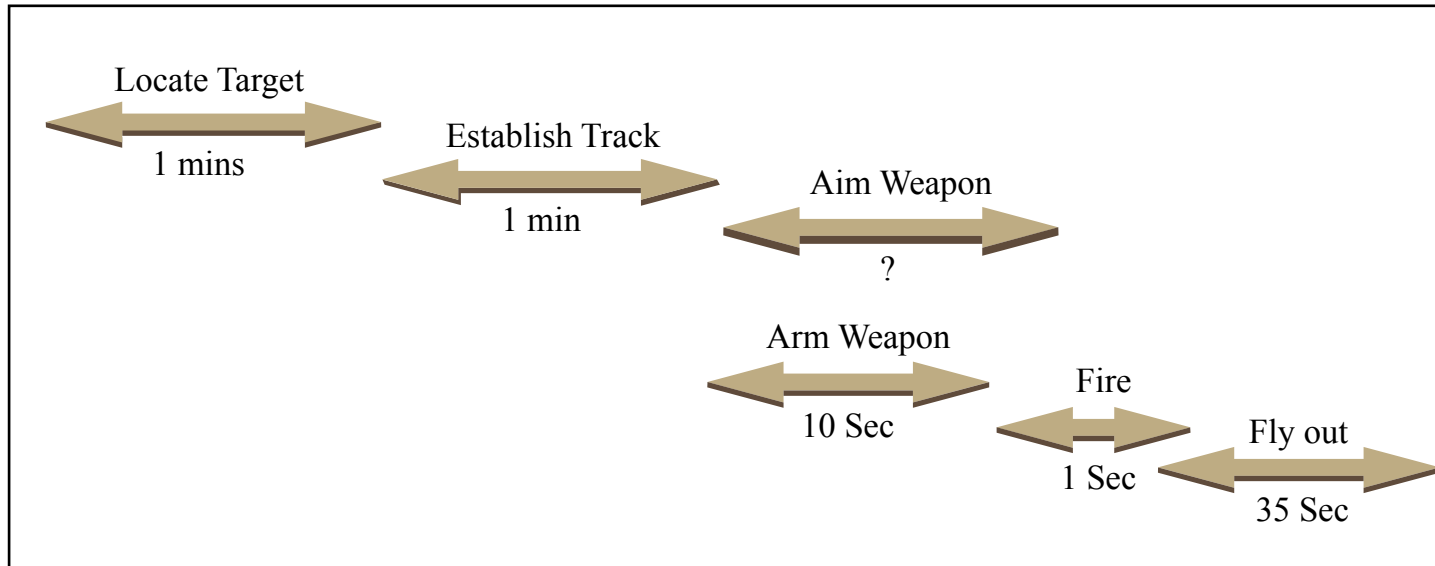 Locate Target
1 mins
Establish Track
1 min
Aim Weapon
?
Arm Weapon
10 Sec
Fire
1 Sec
Fly out
35 Sec